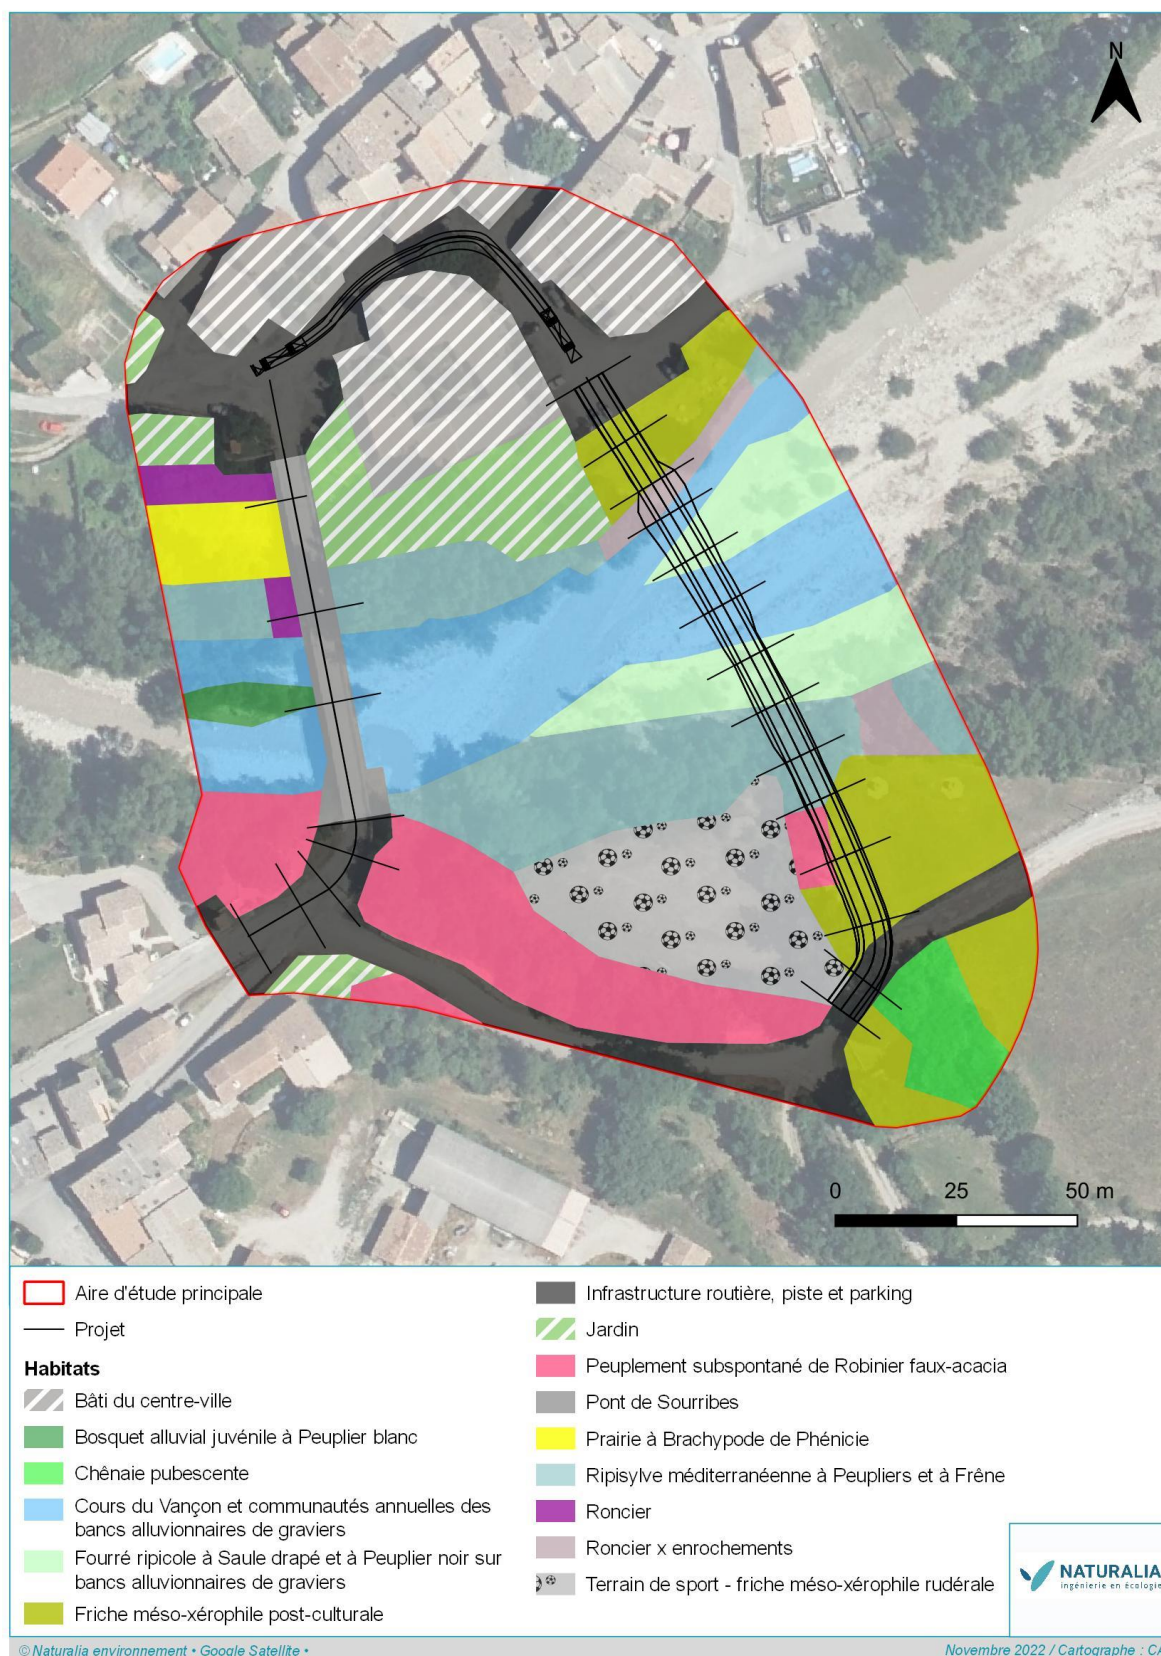 N
0 25 50 m
Aire d'étude principale
Projet
Habitats
Bâti du centre-ville
Bosquet alluvial juvénile à Peuplier blanc
Chênaie pubescente
Cours du Vançon et communautés annuelles des
bancs alluvionnaires de graviers
Fourré ripicole à Saule drapé et à Peuplier noir sur
bancs alluvionnaires de graviers
Friche méso-xérophile post-culturale
Infrastructure routière, piste et parking
Jardin
Peuplement subspontané de Robinier faux-acacia
Pont de Sourribes
Prairie à Brachypode de Phénicie
Ripisylve méditerranéenne à Peupliers et à Frêne
Roncier
Roncier x enrochements
Terrain de sport - friche méso-xérophile rudérale
NATURALIA
ingénierie en écologie
© Naturalia environnement • Google Satellite •
Novembre 2022 / Cartographe : CA